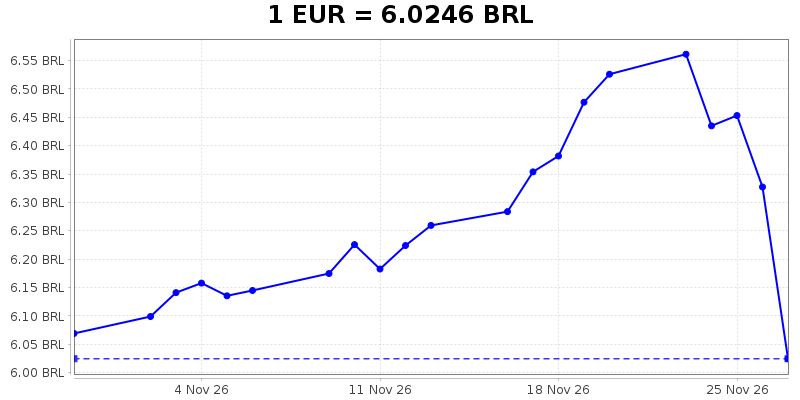 1 EUR = 6.0246 BRL
6.55 BRL
6.50 BRL
6.45 BRL
6.40 BRL
6.35 BRL
6.30 BRL
6.25 BRL
6.20 BRL
6.15 BRL
6.10 BRL
6.05 BRL
6.00 BRL
4 Nov 26
11 Nov 26
18 Nov 26
25 Nov 26